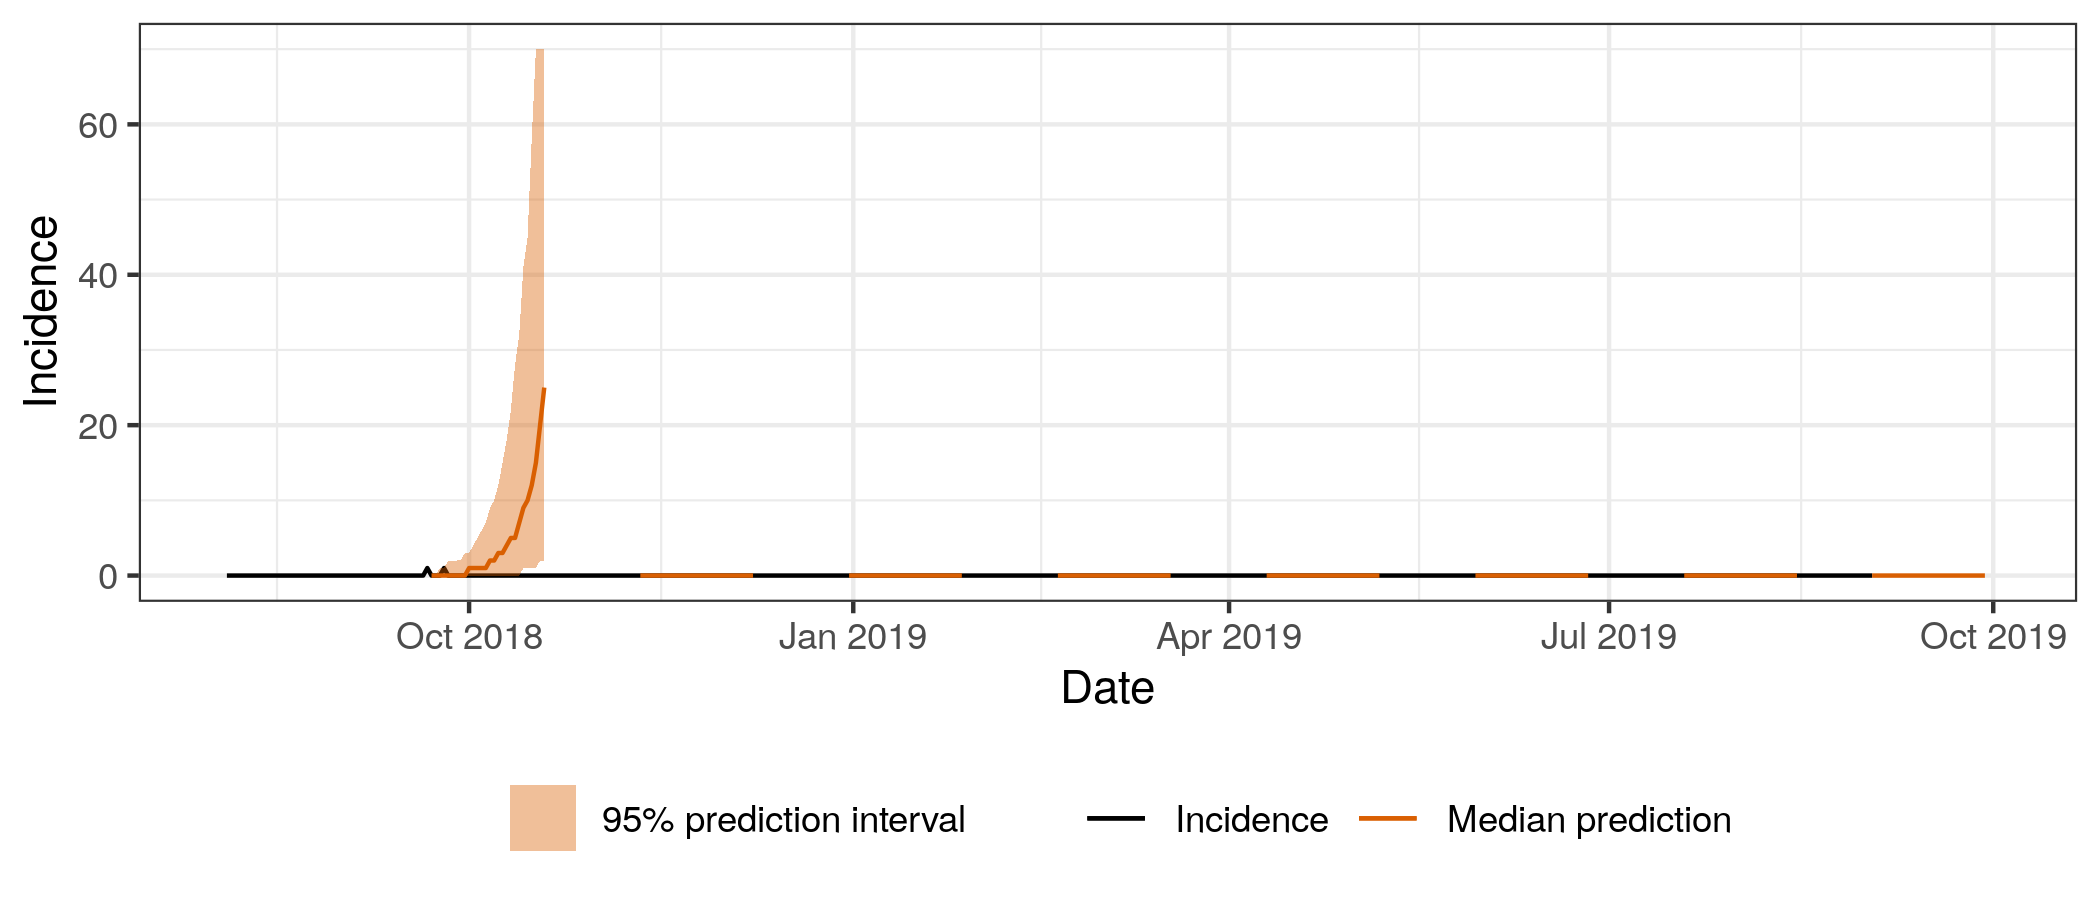 60
40
20
0
Incidence
Oct 2018 Jan 2019 Apr 2019 Jul 2019 Oct 2019
Date
95% prediction interval Incidence Median prediction